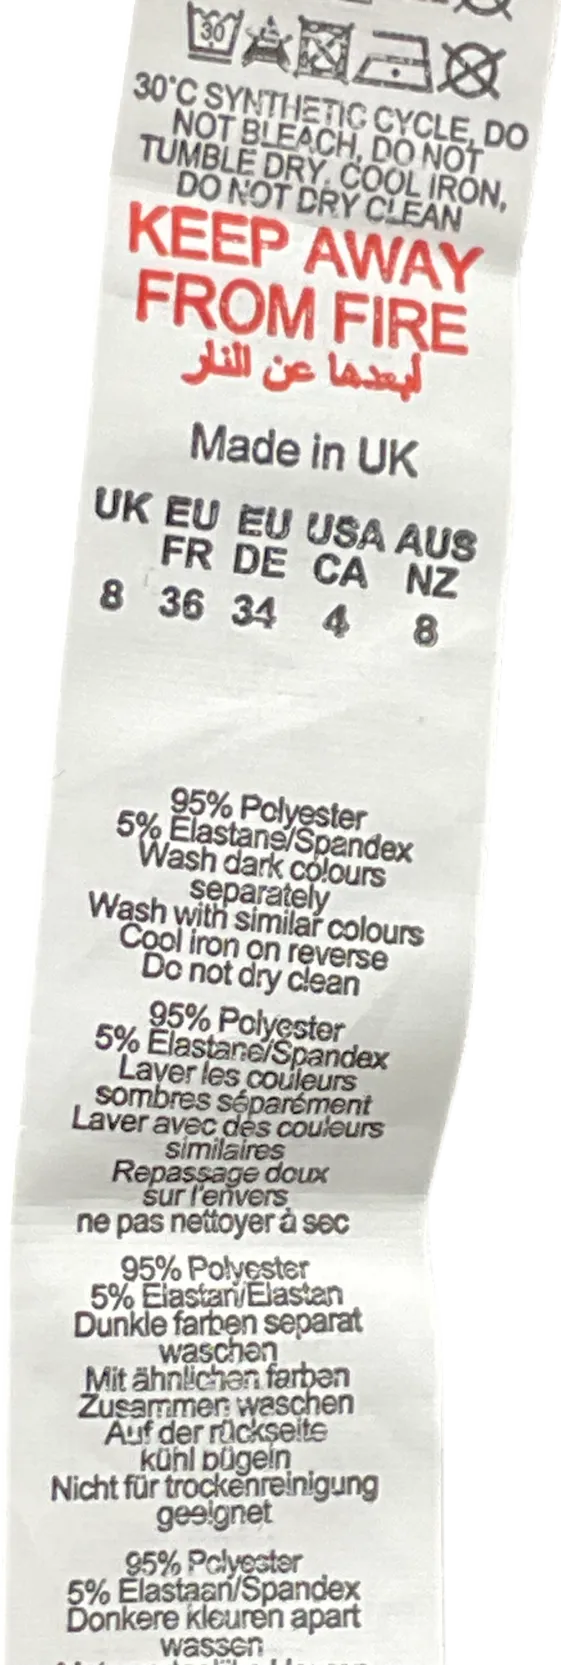 30
30°C SYNTHETIC CYCLE, DO
NOT BLEACH, DO NOT
TUMBLE DRY, COOL IRON,
DO NOT DRY CLEAN
KEEP AWAY
FROM FIRE
ابعدها عن النار
Made in UK
UK EU EU USA AUS
FR DE CA NZ
8 36 34 4 8
95% Polyester
5% Elastane/Spandex
Wash dark colours
separately
Wash with similar colours
Cool iron on reverse
Do not dry clean
95% Polyester
5% Elastane/Spandex
Laver les couleurs
sombres séparément
Laver avec des couleurs
similaires
Repassage doux
sur l'envers
ne pas nettoyer à sec
95% Polyester
5% Elastan/Elastan
Dunkle farben separat
waschen
Mit ähnlichen farben
Zusammen waschen
Auf der rückseite
kühl bügeln
Nicht für trockenreinigung
geeignet
95% Polyester
5% Elastaan/Spandex
Donkere kleuren apart
wassen